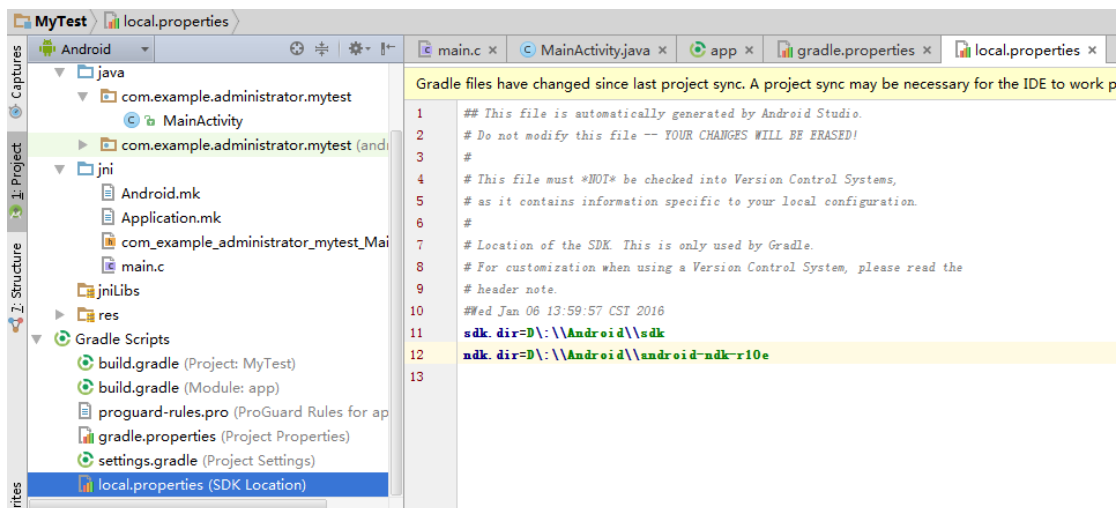 MyTest local.properties
Captures
1: Project
7: Structure
Android
java
com.example.administrator.mytest
MainActivity
com.example.administrator.mytest (andr
jni
Android.mk
Application.mk
com_example_administrator_mytest_Mai
main.c
jniLibs
res
Gradle Scripts
build.gradle (Project: MyTest)
build.gradle (Module: app)
proguard-rules.pro (ProGuard Rules for ap
gradle.properties (Project Properties)
settings.gradle (Project Settings)
local.properties (SDK Location)
rites
main.c MainActivity.java app gradle.properties local.properties
Gradle files have changed since last project sync. A project sync may be necessary for the IDE to work p
1 ## This file is automatically generated by Android Studio.
2 # Do not modify this file -- YOUR CHANGES WILL BE ERASED!
3 #
4 # This file must *NOT* be checked into Version Control Systems,
5 # as it contains information specific to your local configuration.
6 #
7 # Location of the SDK. This is only used by Gradle.
8 # For customization when using a Version Control System, please read the
9 # header note.
10 #Wed Jan 06 13:59:57 CST 2016
11 sdk.dir=D\:\\Android\\sdk
12 ndk.dir=D\:\\Android\\android-ndk-r10e
13